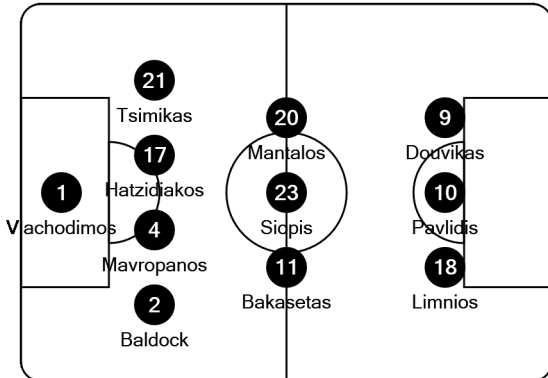 21
Tsimikas
20
Mantalos
9
Douvikas
17
Hatzidiakos
1
Vlachodimos
23
Siopis
10
Pavlidis
4
Mavropanos
11
Bakasetas
18
Limnios
2
Baldock